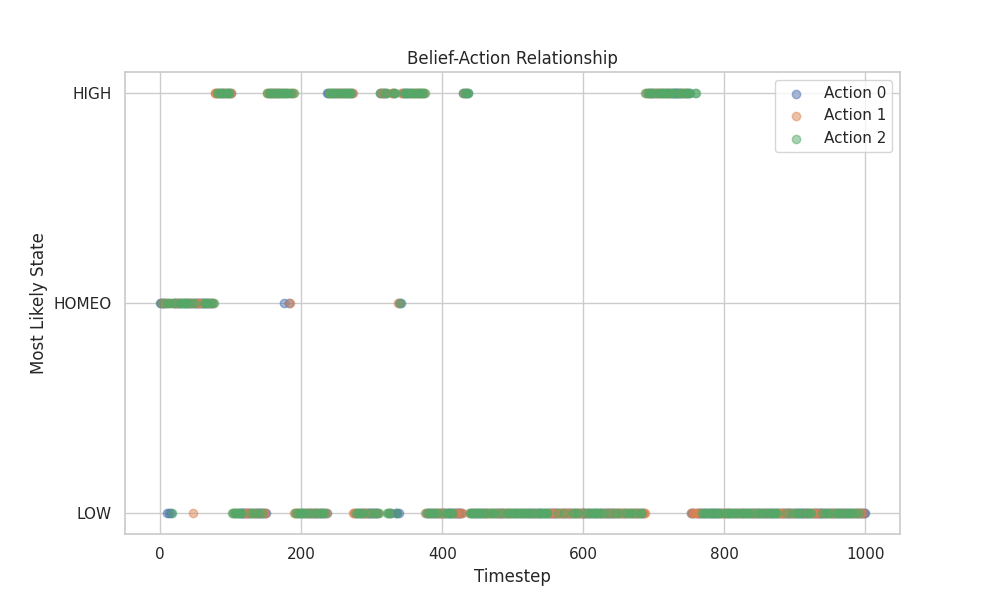 Belief-Action Relationship
HIGH
HOMEO
LOW
Most Likely State
Action 0
Action 1
Action 2
0
200
400
600
800
1000
Timestep